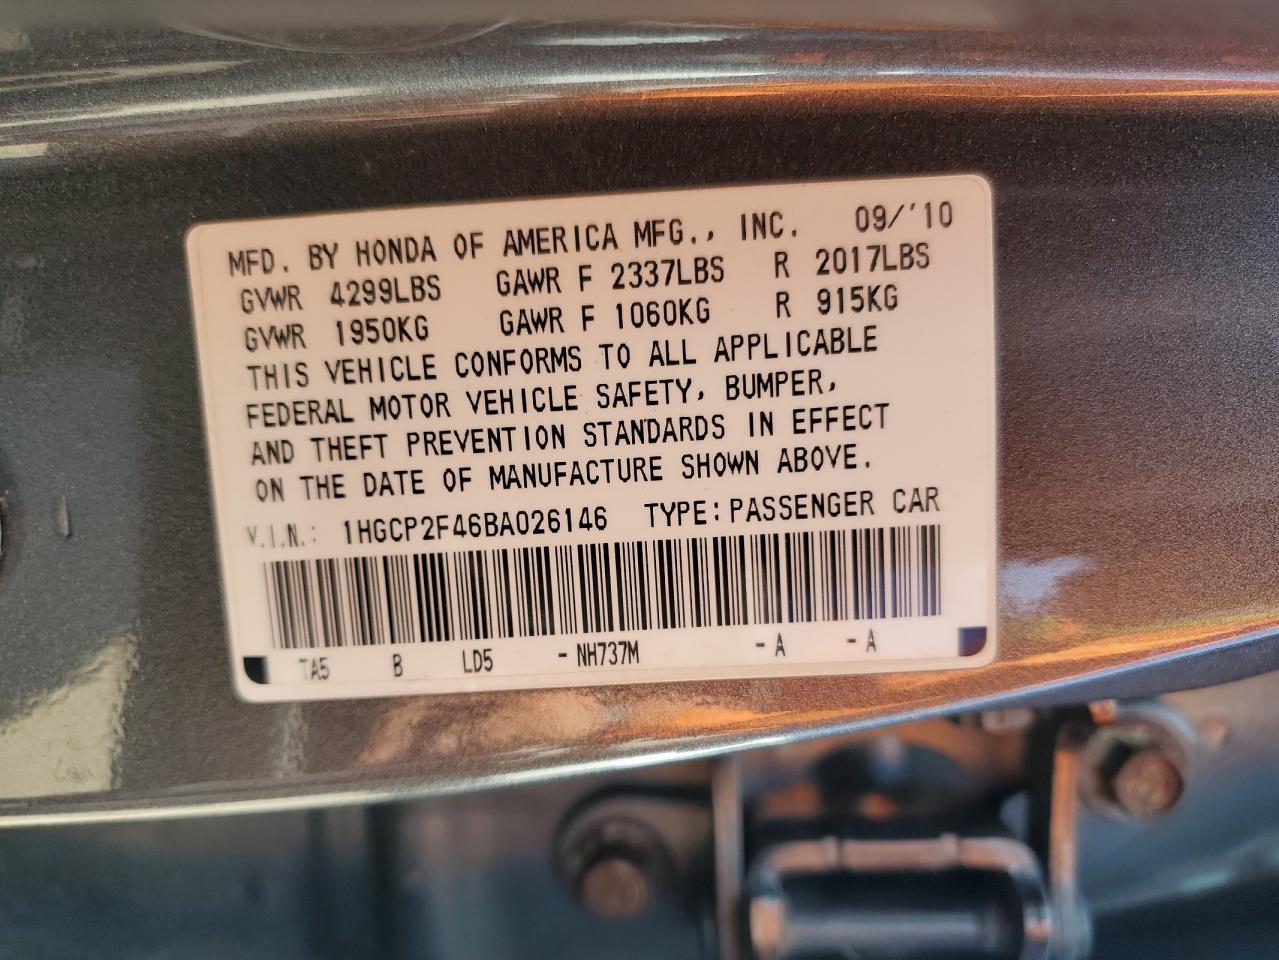 MFD. BY HONDA OF AMERICA MFG., INC. 09/'10
GVWR 4299LBS GAWR F 2337LBS R 2017LBS
GVWR 1950KG GAWR F 1060KG R 915KG
THIS VEHICLE CONFORMS TO ALL APPLICABLE
FEDERAL MOTOR VEHICLE SAFETY, BUMPER,
AND THEFT PREVENTION STANDARDS IN EFFECT
ON THE DATE OF MANUFACTURE SHOWN ABOVE.
V.I.N.: 1HGCP2F46BA026146 TYPE: PASSENGER CAR
TA5 B LD5 - NH737M - A - A